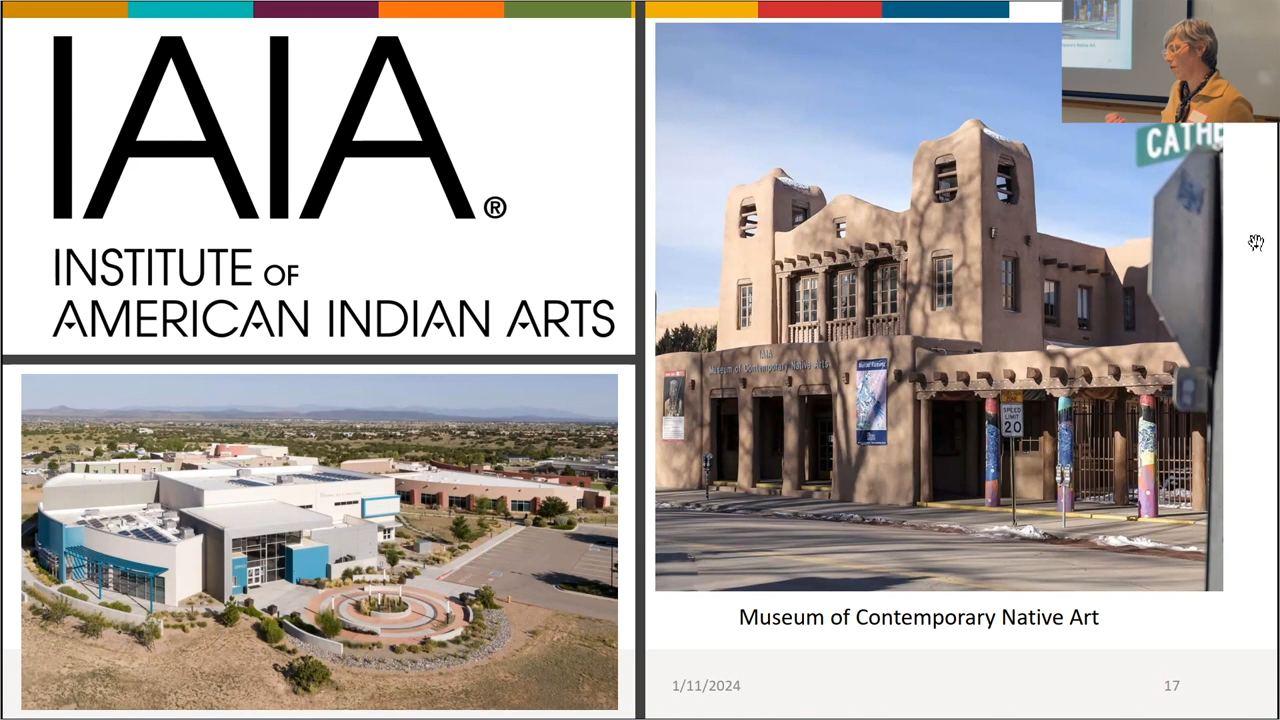 IAIA®
INSTITUTE OF
AMERICAN INDIAN ARTS
CATHE
IAIA
Museum of Contemporary Native Arts
SPEED
LIMIT
20
Museum of Contemporary Native Art
1/11/2024
17